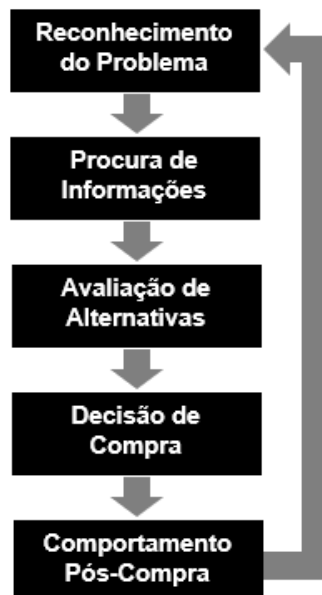 Reconhecimento
do Problema
Procura de
Informações
Avaliação de
Alternativas
Decisão de
Compra
Comportamento
Pós-Compra